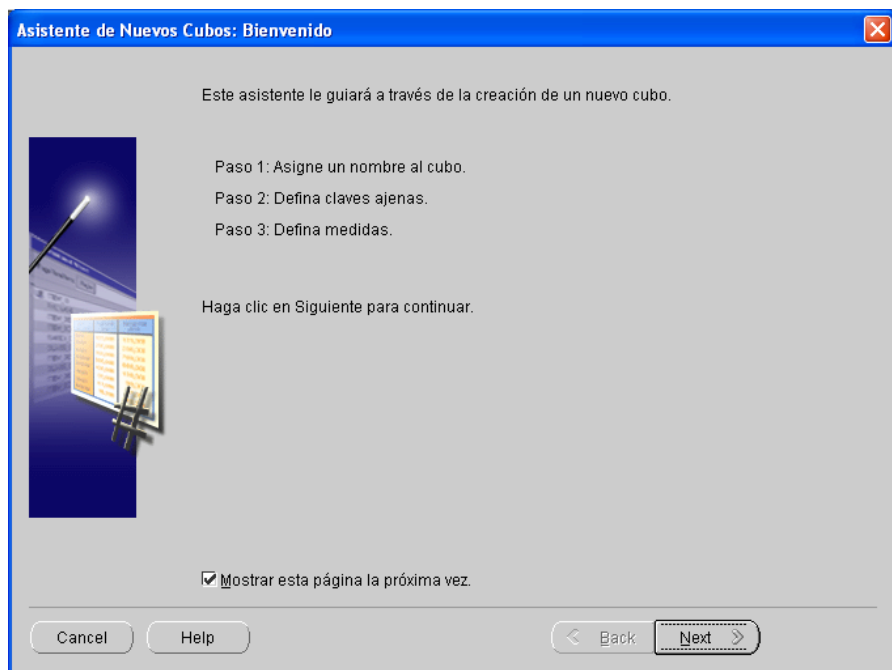 Asistente de Nuevos Cubos: Bienvenido
Este asistente le guiará a través de la creación de un nuevo cubo.
Paso 1: Asigne un nombre al cubo.
Paso 2: Defina claves ajenas.
Paso 3: Defina medidas.
Haga clic en Siguiente para continuar.
Mostrar esta página la próxima vez.
Cancel
Help
Back
Next